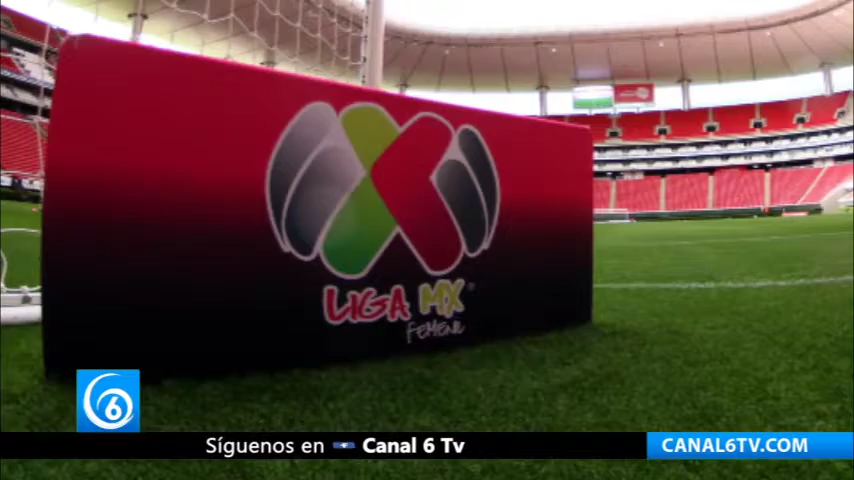 LIGA MX
FEMENIL
6
Síguenos en Canal 6 Tv
CANAL6TV.COM